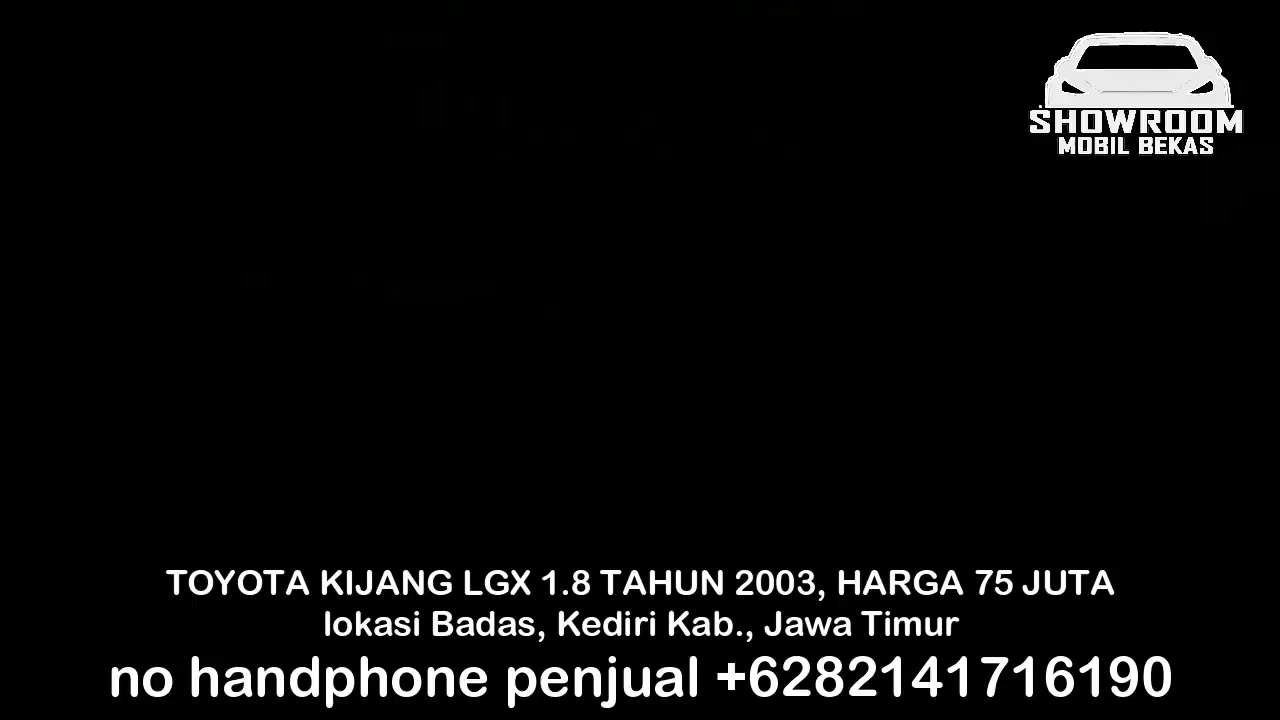 SHOWROOM
MOBIL BEKAS
TOYOTA KIJANG LGX 1.8 TAHUN 2003, HARGA 75 JUTA
lokasi Badas, Kediri Kab., Jawa Timur
no handphone penjual +6282141716190